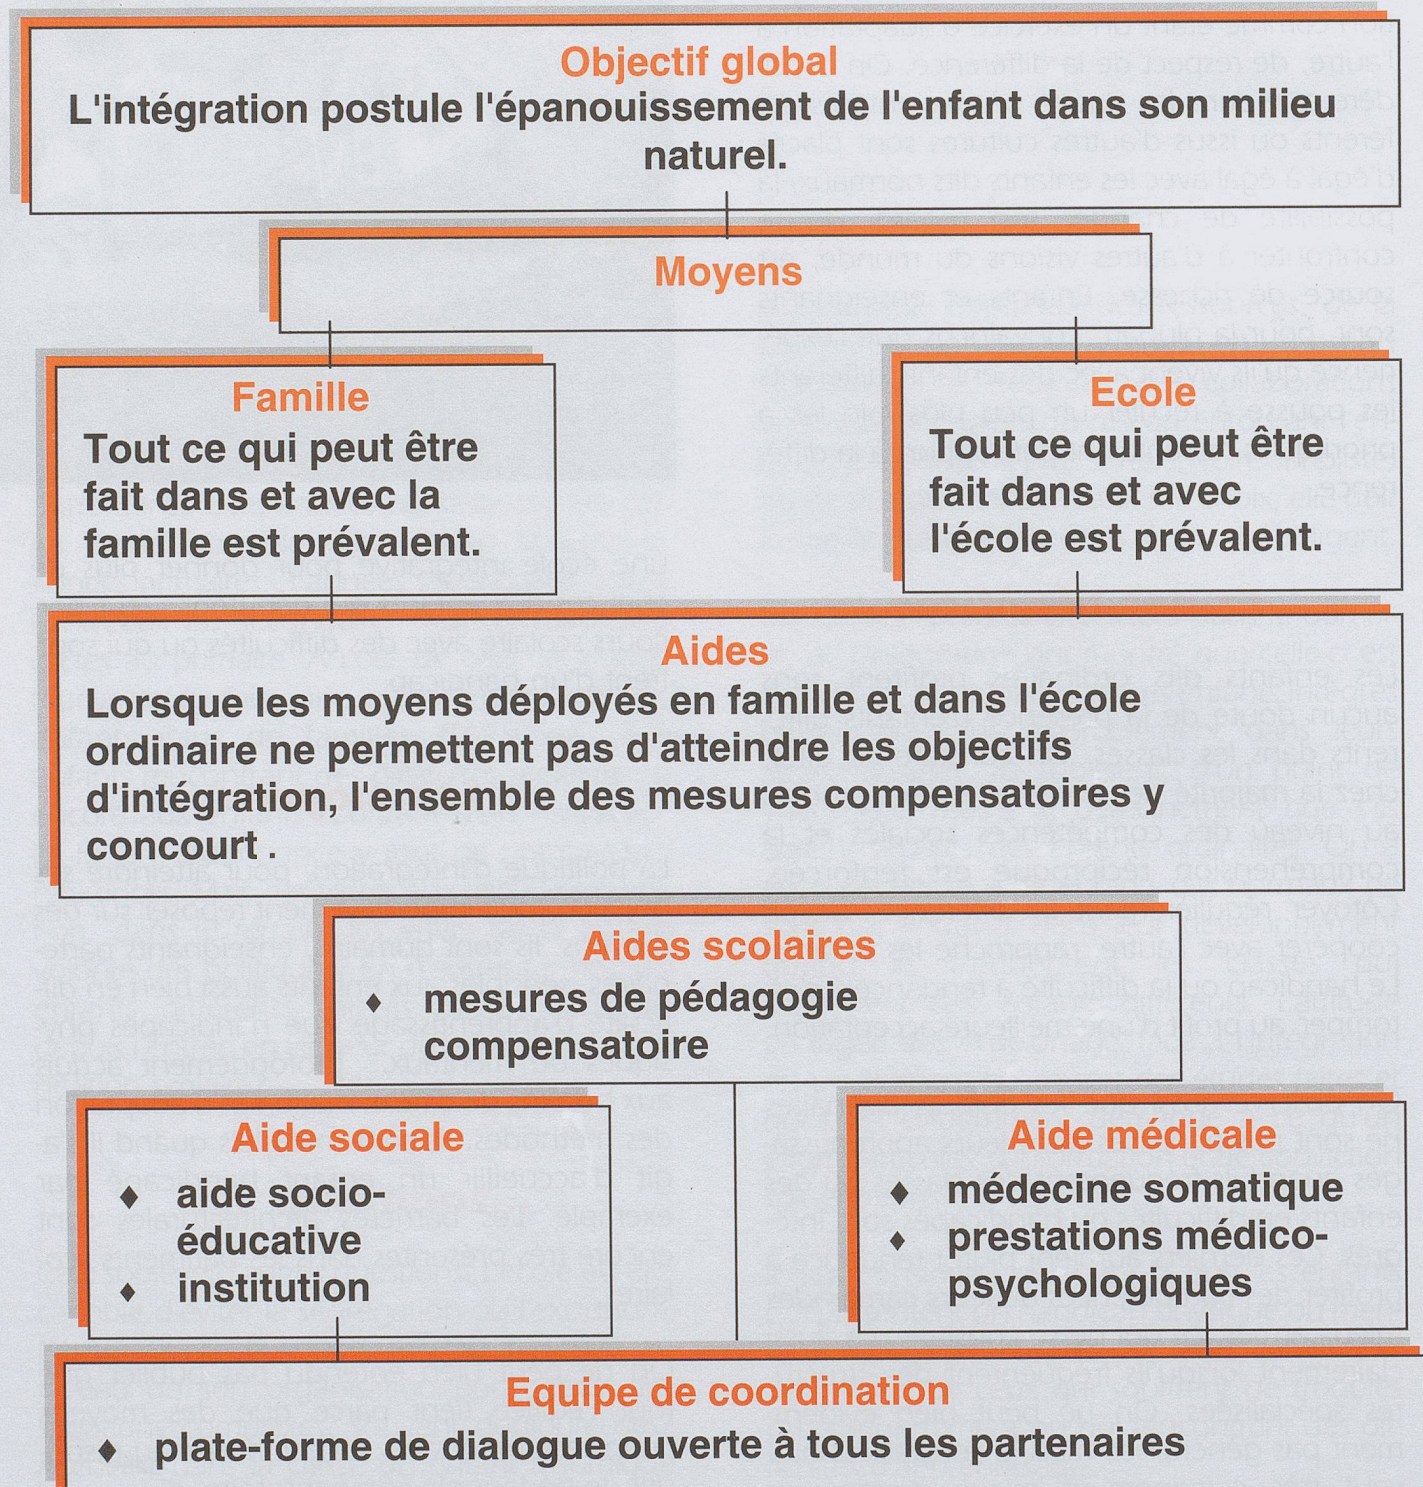 Objectif global
L'intégration postule l'épanouissement de l'enfant dans son milieu
naturel.
Moyens
Famille
Tout ce qui peut être
fait dans et avec la
famille est prévalent.
Ecole
Tout ce qui peut être
fait dans et avec
l'école est prévalent.
Aides
Lorsque les moyens déployés en famille et dans l'école
ordinaire ne permettent pas d'atteindre les objectifs
d'intégration, l'ensemble des mesures compensatoires y
concourt .
Aides scolaires
♦ mesures de pédagogie
compensatoire
Aide sociale
♦ aide socio-
éducative
♦ institution
Aide médicale
♦ médecine somatique
♦ prestations médico-
psychologiques
Equipe de coordination
♦ plate-forme de dialogue ouverte à tous les partenaires